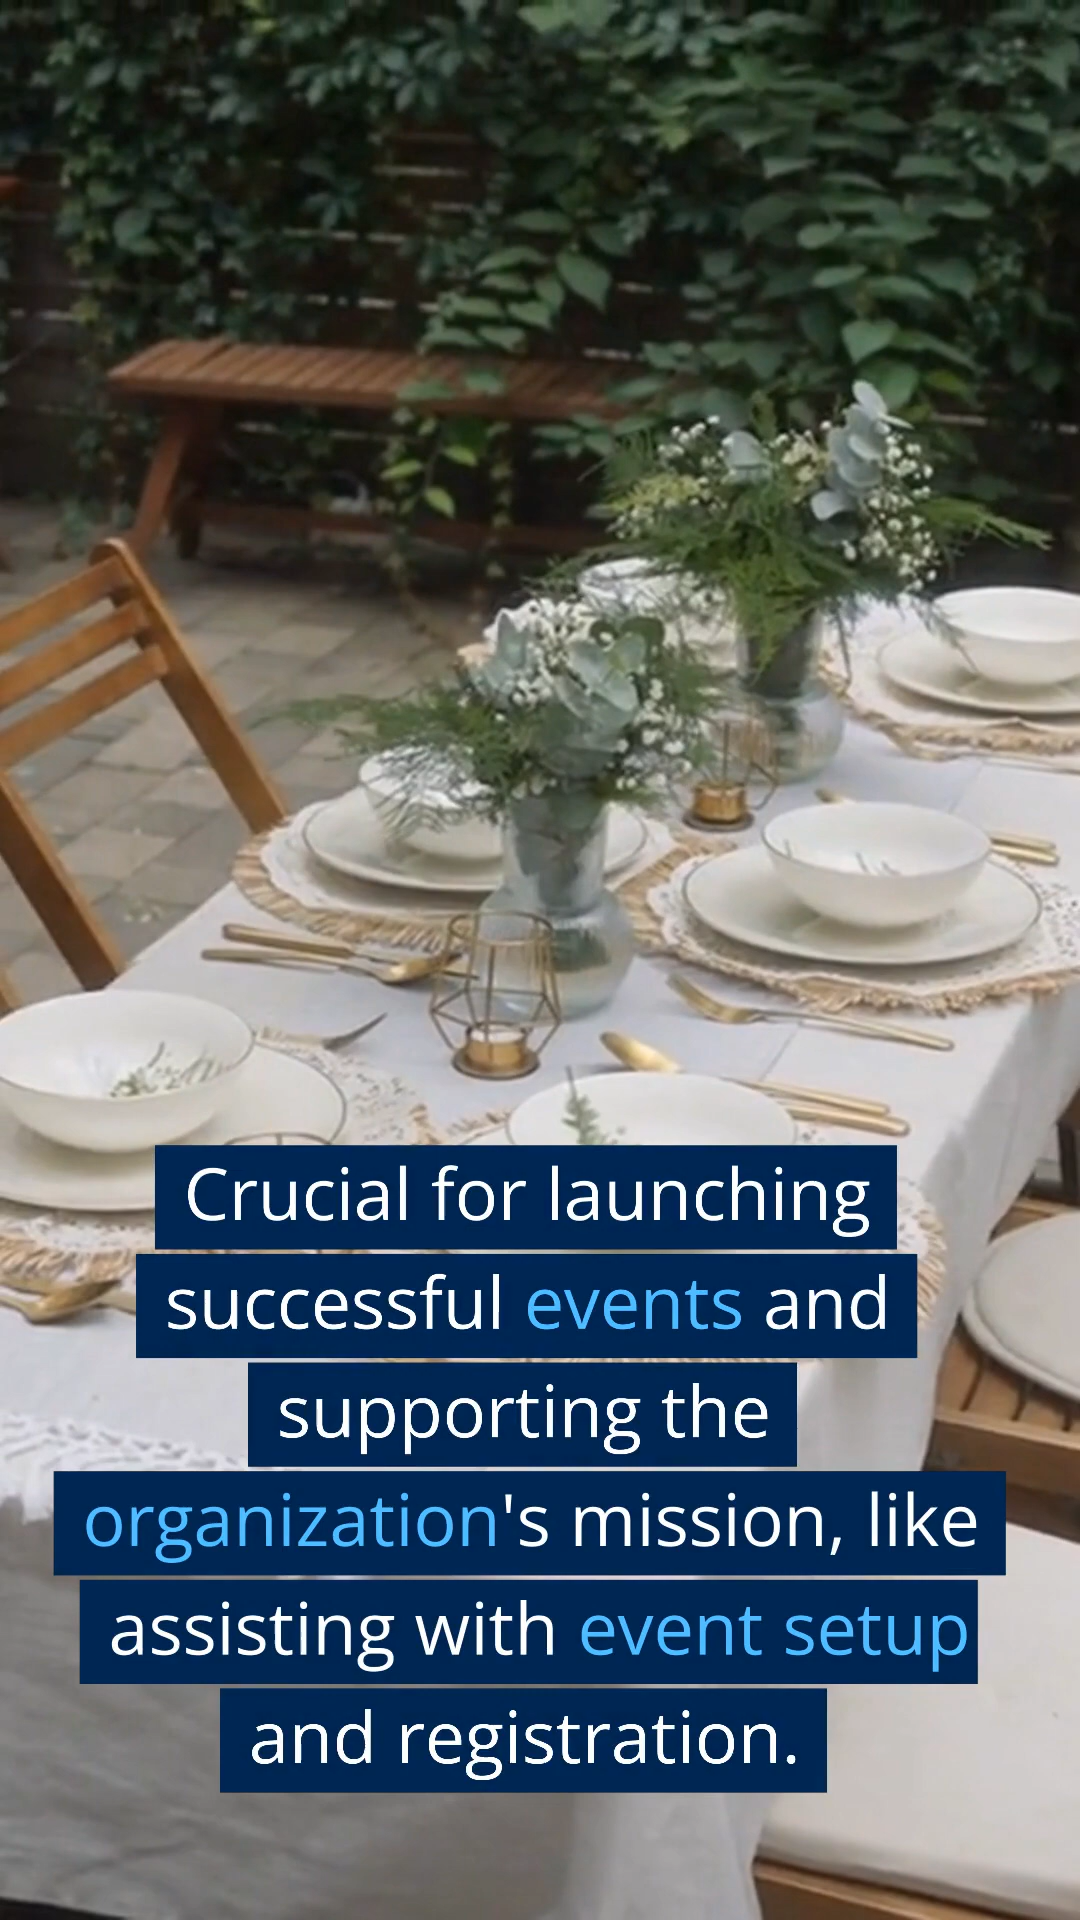 Crucial for launching
successful events and
supporting the
organization's mission, like
assisting with event setup
and registration.